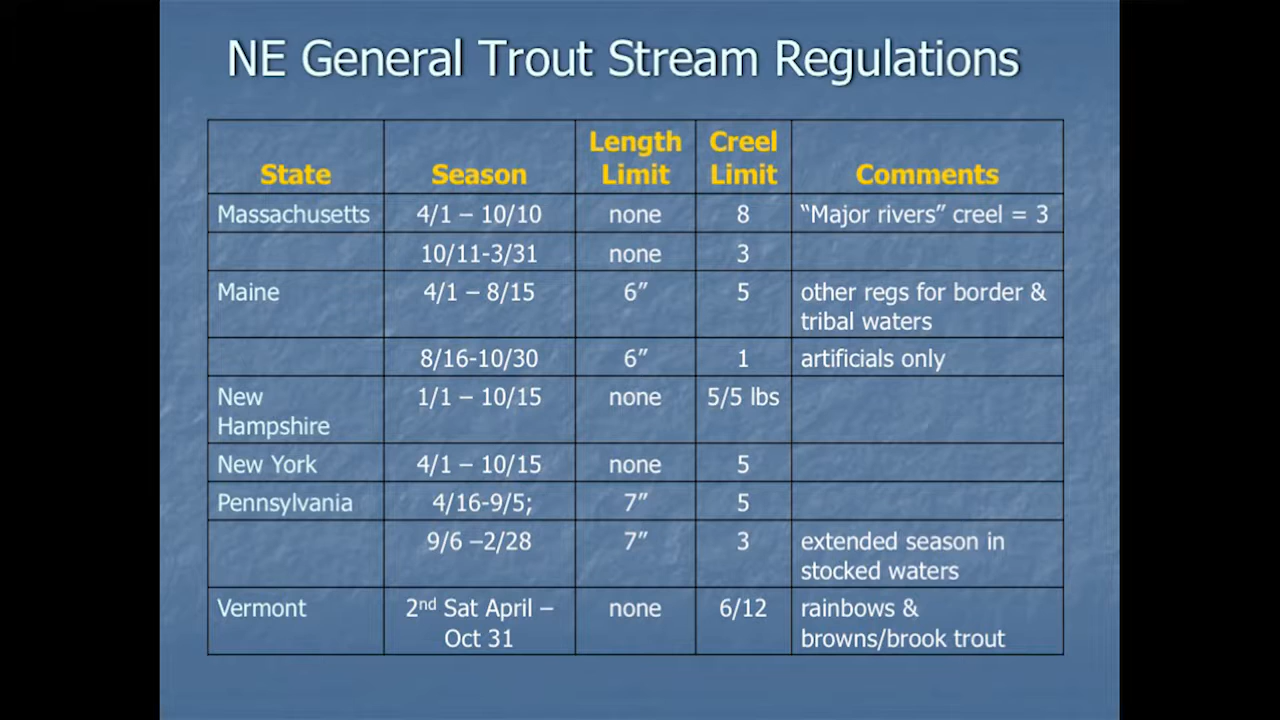 NE General Trout Stream Regulations
State Season Length Limit Creel Limit Comments
Massachusetts 4/1 – 10/10 none 8 “Major rivers” creel = 3
10/11-3/31 none 3
Maine 4/1 – 8/15 6” 5 other regs for border &
tribal waters
8/16-10/30 6” 1 artificials only
New 1/1 – 10/15 none 5/5 lbs
Hampshire
New York 4/1 – 10/15 none 5
Pennsylvania 4/16-9/5; 7” 5
9/6 –2/28 7” 3 extended season in
stocked waters
Vermont 2nd Sat April – none 6/12 rainbows &
Oct 31 browns/brook trout